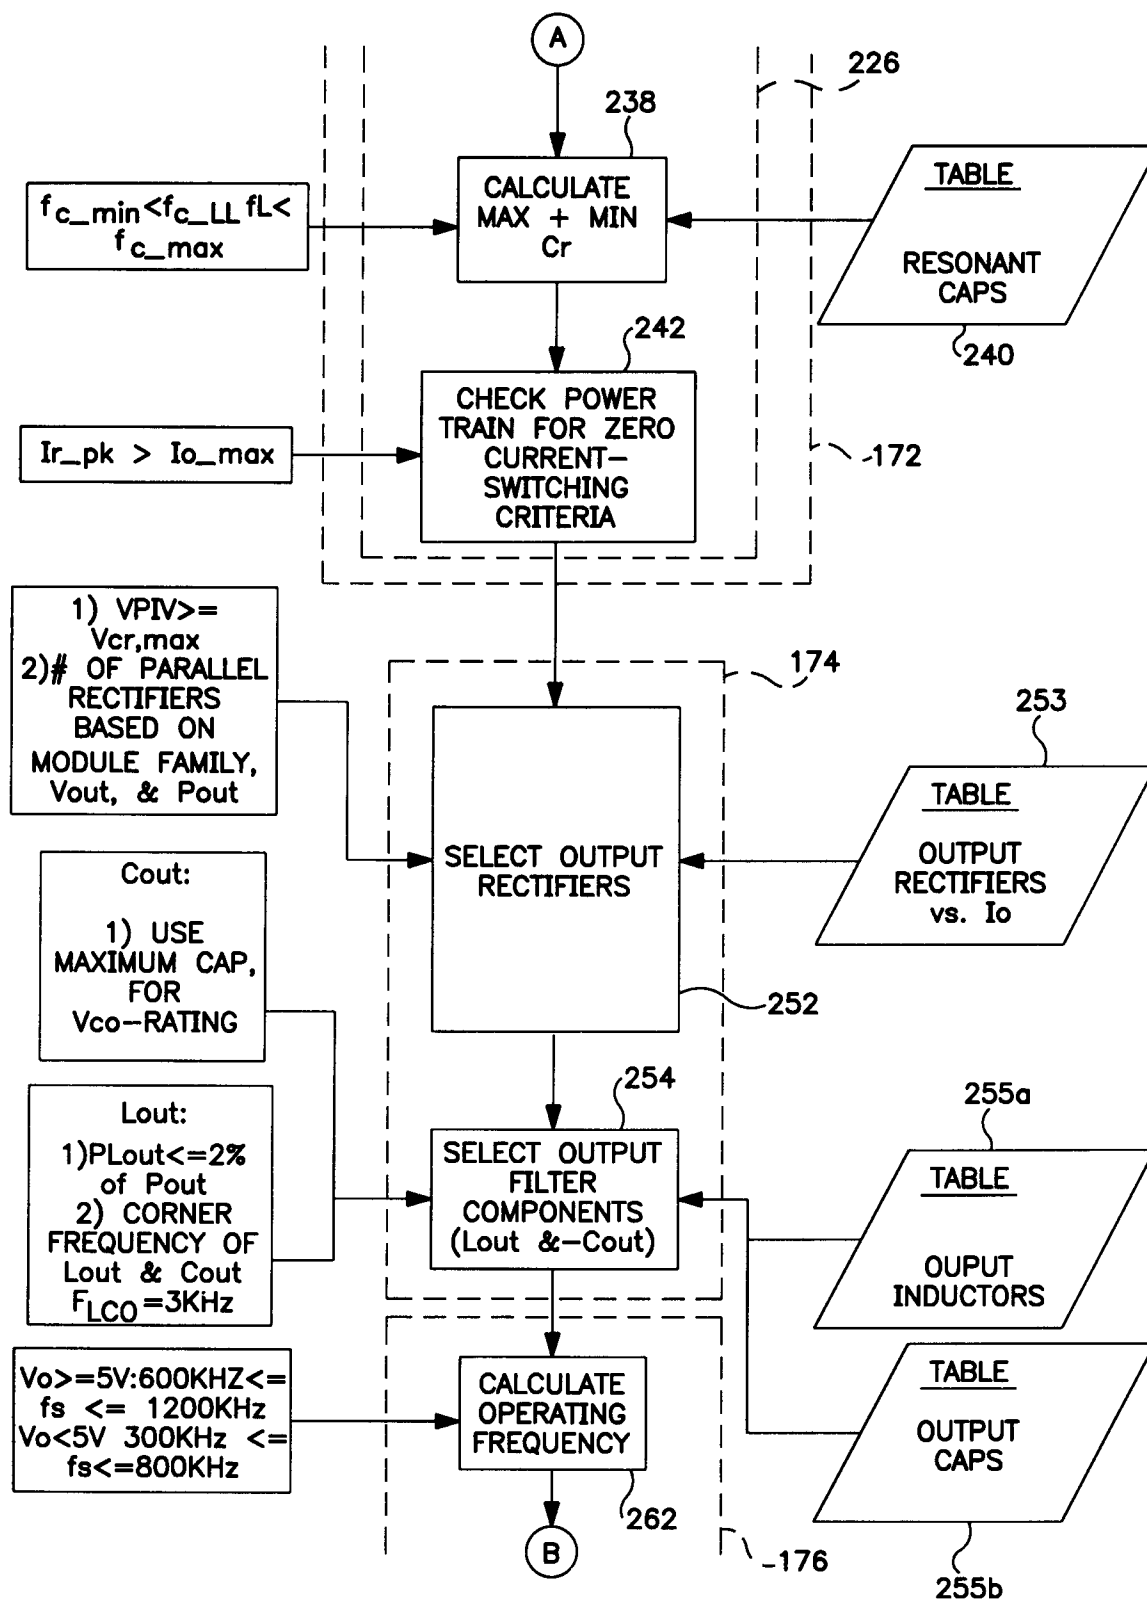 A
226
238
CALCULATE
MAX + MIN
Cr
f c_min<f c_LL fL<
f c_max
TABLE
RESONANT
CAPS
240
242
CHECK POWER
TRAIN FOR ZERO
CURRENT-
SWITCHING
CRITERIA
Ir_pk > Io_max
172
1) VPIV>=
Vcr,max
2)# OF PARALLEL
RECTIFIERS
BASED ON
MODULE FAMILY,
Vout, & Pout
174
SELECT OUTPUT
RECTIFIERS
253
TABLE
OUTPUT
RECTIFIERS
vs. Io
252
Cout:
1) USE
MAXIMUM CAP,
FOR
Vco-RATING
254
SELECT OUTPUT
FILTER
COMPONENTS
(Lout &-Cout)
Lout:
1)PLout<=2%
of Pout
2) CORNER
FREQUENCY OF
Lout & Cout
FLCO=3KHz
255a
TABLE
OUPUT
INDUCTORS
Vo>=5V:600KHZ<=
fs <= 1200KHz
Vo<5V 300KHz <=
fs<=800KHz
CALCULATE
OPERATING
FREQUENCY
262
TABLE
OUTPUT
CAPS
255b
B
176